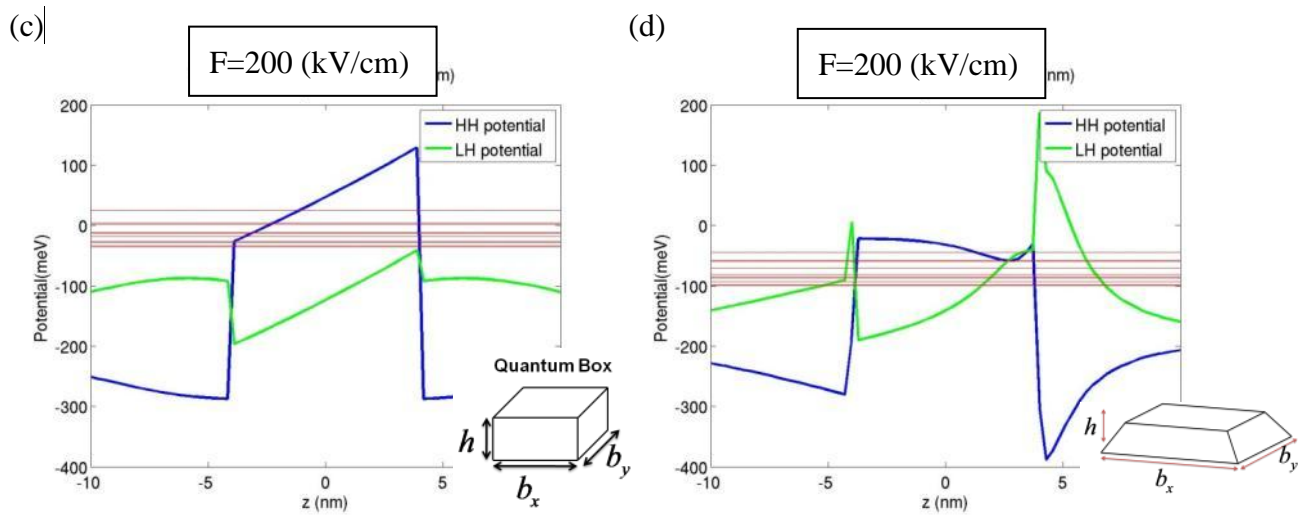 (c)
F=200 (kV/cm)
m)
HH potential
LH potential
200
100
0
-100
-200
-300
-400
Potential(meV)
-10
-5
0
z (nm)
Quantum Box
h
b_x
b_y
(d)
F=200 (kV/cm)
(nm)
HH potential
LH potential
200
100
0
-100
-200
-300
-400
Potential(meV)
-10
-5
0
5
z (nm)
h
b_x
b_y